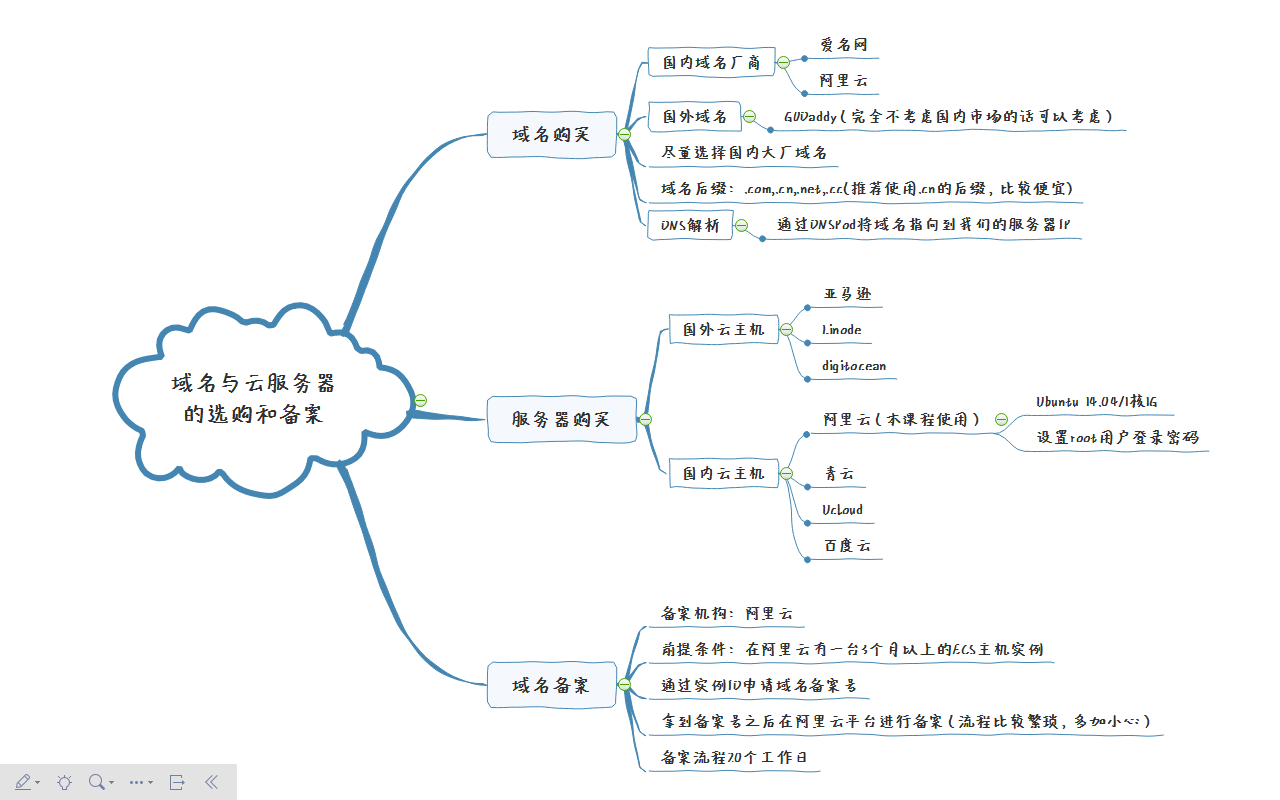 域名与云服务器
的选购和备案
域名购买
国内域名厂商
爱名网
阿里云
国外域名
GODaddy(完全不考虑国内市场的话可以考虑)
尽量选择国内大厂域名
域名后缀：.com,.cn,.net,.cc(推荐使用.cn的后缀，比较便宜)
DNS解析
通过DNSPod将域名指向到我们的服务器IP
服务器购买
国外云主机
亚马逊
Linode
digitocean
国内云主机
阿里云(本课程使用)
Ubuntu 14.04/1核1G
设置root用户登录密码
青云
Ucloud
百度云
域名备案
备案机构：阿里云
前提条件：在阿里云有一台3个月以上的ECS主机实例
通过实例ID申请域名备案号
拿到备案号之后在阿里云平台进行备案(流程比较繁琐，多加小心)
备案流程20个工作日